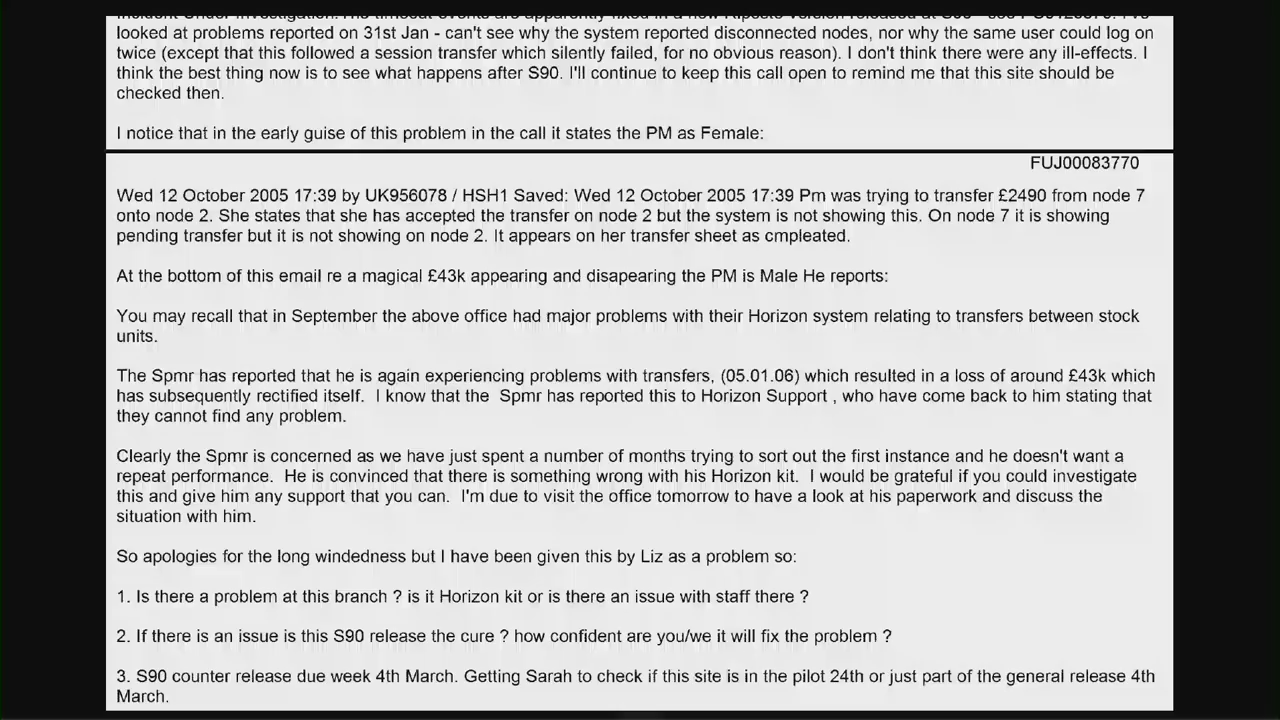 looked at problems reported on 31st Jan - can't see why the system reported disconnected nodes, nor why the same user could log on
twice (except that this followed a session transfer which silently failed, for no obvious reason). I don't think there were any ill-effects. I
think the best thing now is to see what happens after S90. I'll continue to keep this call open to remind me that this site should be
checked then.
I notice that in the early guise of this problem in the call it states the PM as Female:
FUJ00083770
Wed 12 October 2005 17:39 by UK956078 / HSH1 Saved: Wed 12 October 2005 17:39 Pm was trying to transfer £2490 from node 7
onto node 2. She states that she has accepted the transfer on node 2 but the system is not showing this. On node 7 it is showing
pending transfer but it is not showing on node 2. It appears on her transfer sheet as cmpleated.
At the bottom of this email re a magical £43k appearing and disapearing the PM is Male He reports:
You may recall that in September the above office had major problems with their Horizon system relating to transfers between stock
units.
The Spmr has reported that he is again experiencing problems with transfers, (05.01.06) which resulted in a loss of around £43k which
has subsequently rectified itself. I know that the Spmr has reported this to Horizon Support , who have come back to him stating that
they cannot find any problem.
Clearly the Spmr is concerned as we have just spent a number of months trying to sort out the first instance and he doesn't want a
repeat performance. He is convinced that there is something wrong with his Horizon kit. I would be grateful if you could investigate
this and give him any support that you can. I'm due to visit the office tomorrow to have a look at his paperwork and discuss the
situation with him.
So apologies for the long windedness but I have been given this by Liz as a problem so:
1. Is there a problem at this branch ? is it Horizon kit or is there an issue with staff there ?
2. If there is an issue is this S90 release the cure ? how confident are you/we it will fix the problem ?
3. S90 counter release due week 4th March. Getting Sarah to check if this site is in the pilot 24th or just part of the general release 4th
March.